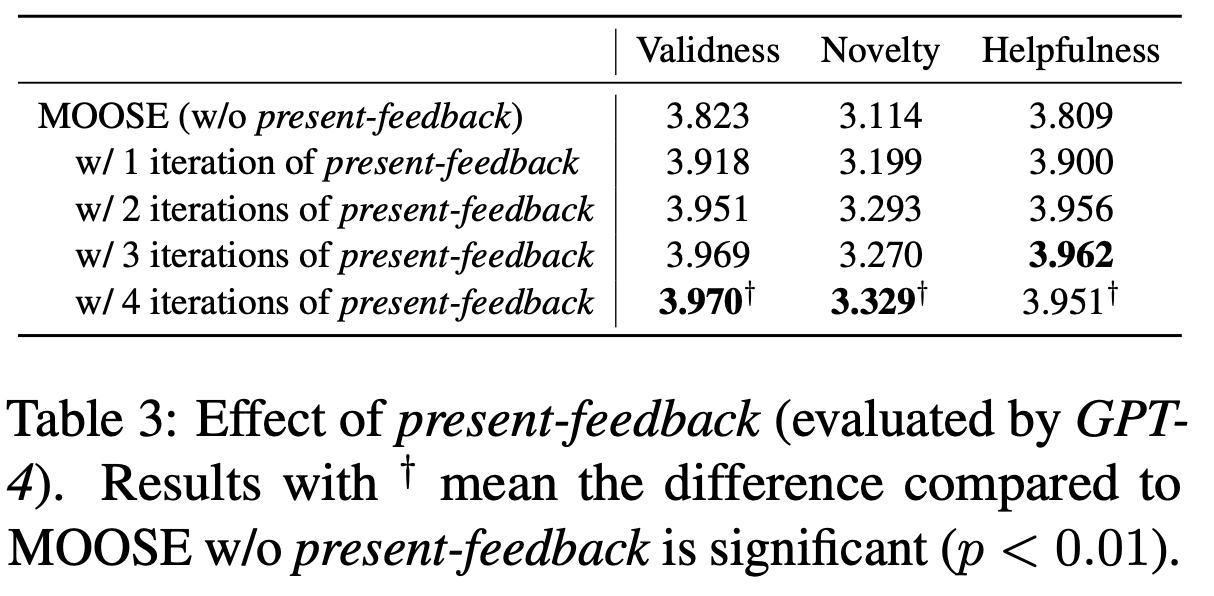 Validness Novelty Helpfulness
MOOSE (w/o present-feedback) 3.823 3.114 3.809
w/ 1 iteration of present-feedback 3.918 3.199 3.900
w/ 2 iterations of present-feedback 3.951 3.293 3.956
w/ 3 iterations of present-feedback 3.969 3.270 3.962
w/ 4 iterations of present-feedback 3.970† 3.329† 3.951†
Table 3: Effect of present-feedback (evaluated by GPT-
4). Results with † mean the difference compared to
MOOSE w/o present-feedback is significant (p < 0.01).